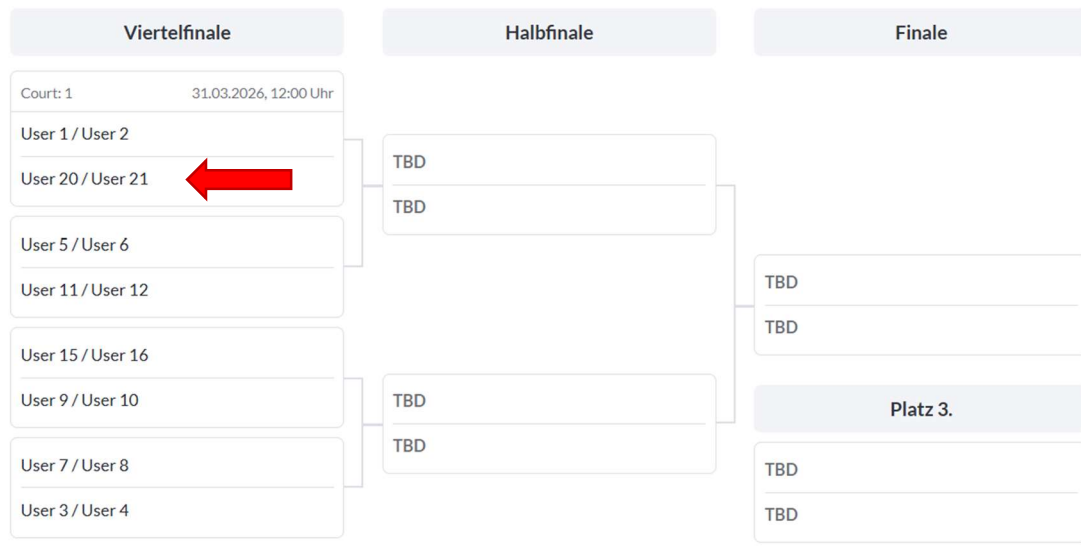 Viertelfinale
Halbfinale
Finale
Court: 1 31.03.2026, 12:00 Uhr
User 1 / User 2
User 20 / User 21
User 5 / User 6
User 11 / User 12
User 15 / User 16
User 9 / User 10
User 7 / User 8
User 3 / User 4
TBD
TBD
TBD
TBD
TBD
TBD
Platz 3.
TBD
TBD